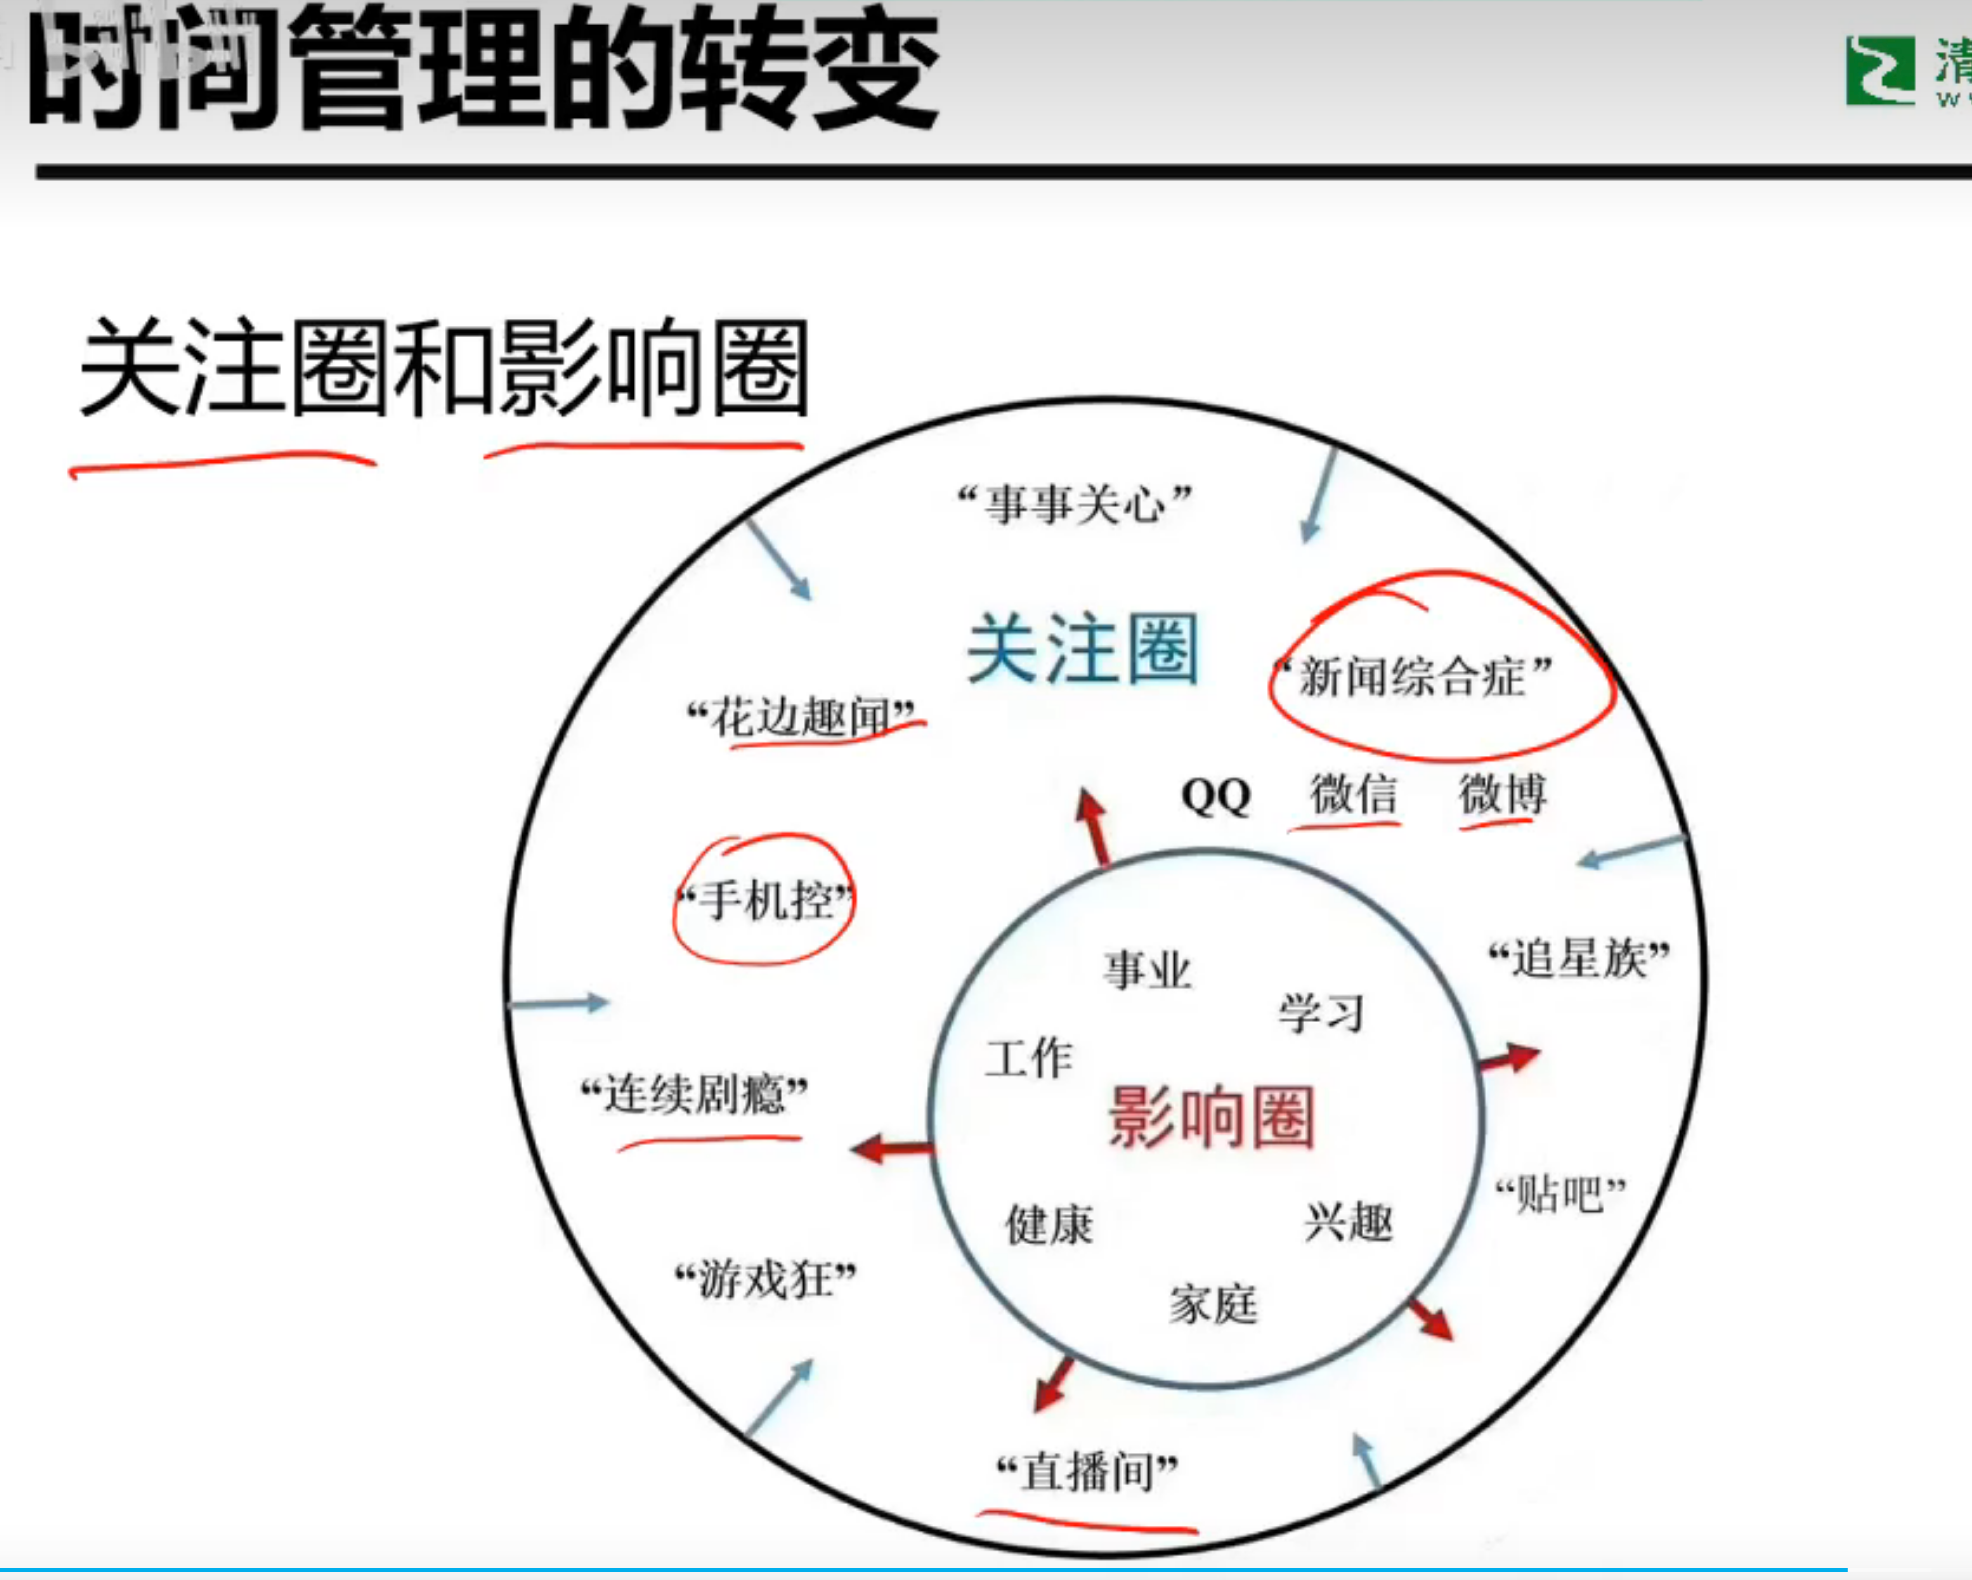 时间管理的转变
清
关注圈和影响圈
“事事关心”
关注圈
“新闻综合症”
“花边趣闻”
QQ 微信 微博
“手机控”
事业
“追星族”
学习
工作
“连续剧瘾”
影响圈
“贴吧”
健康
兴趣
“游戏狂”
家庭
“直播间”